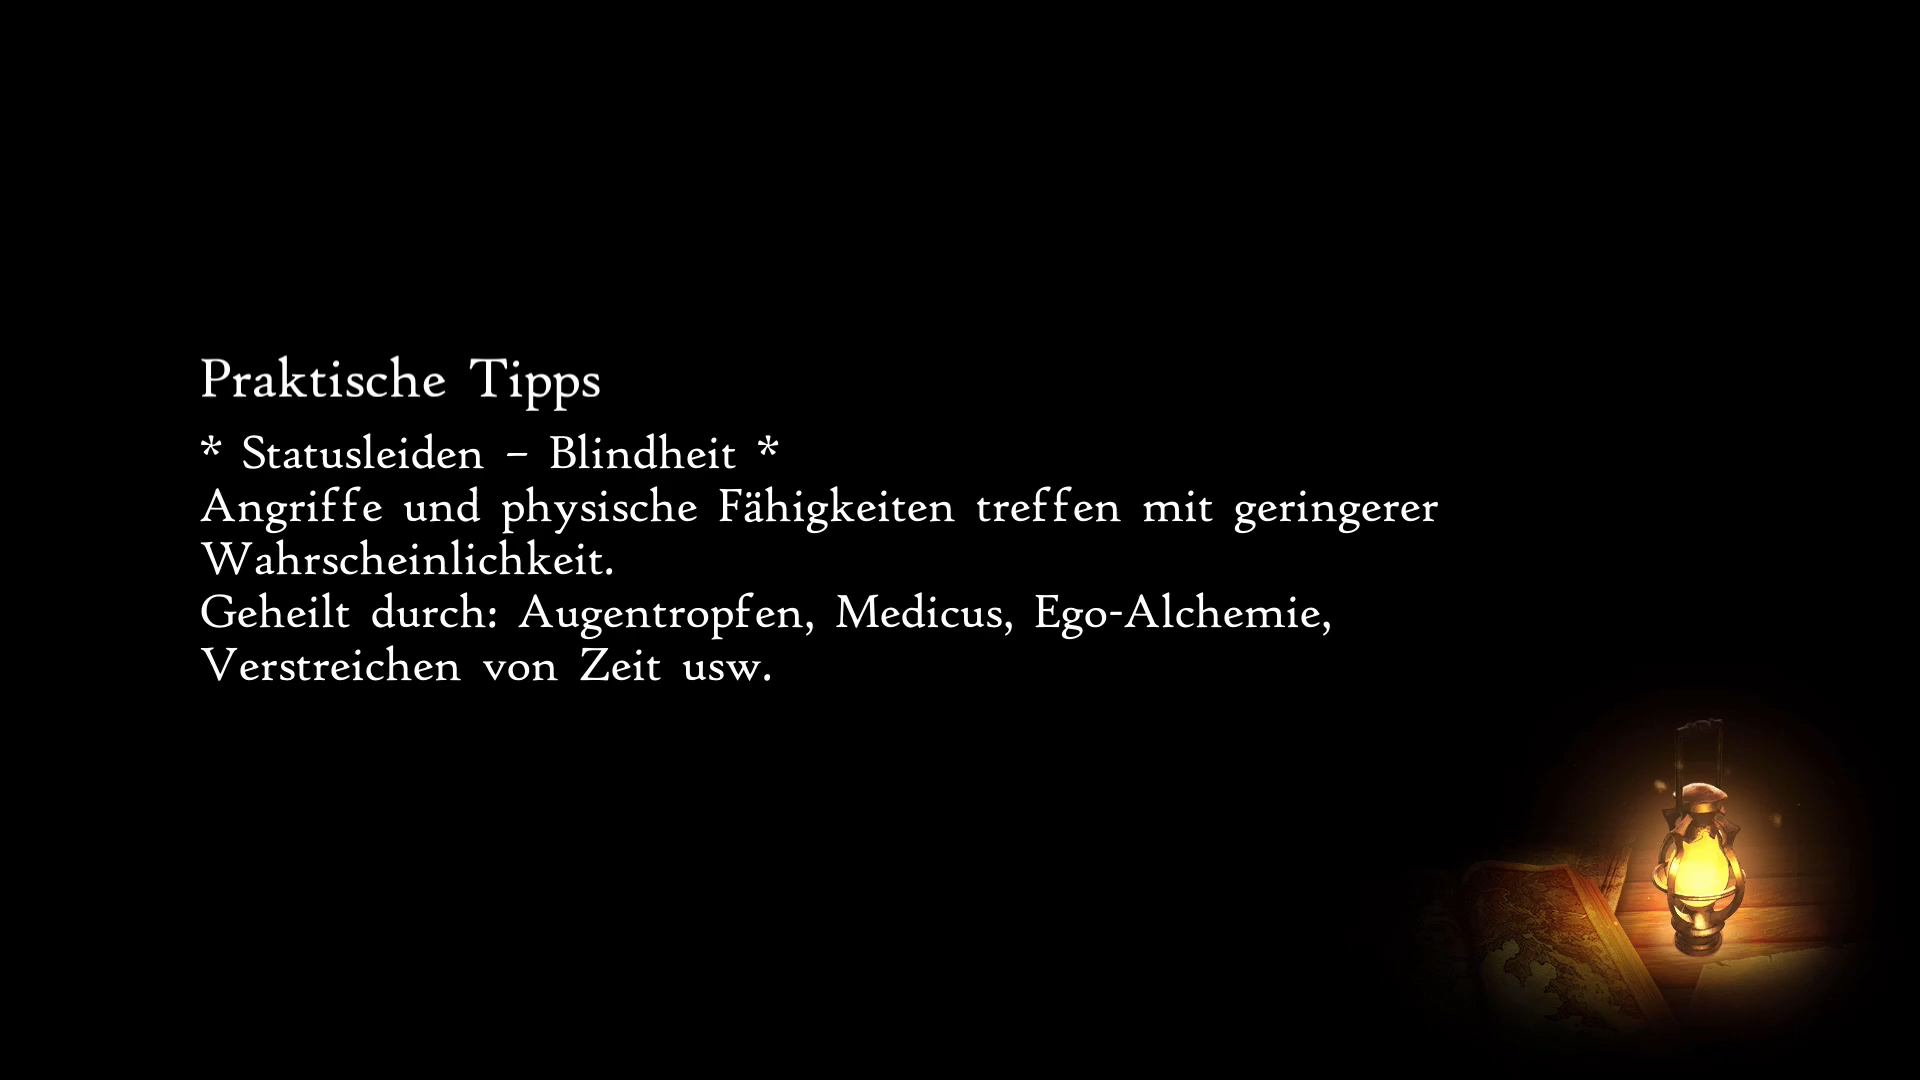 Praktische Tipps
* Statusleiden – Blindheit *
Angriffe und physische Fähigkeiten treffen mit geringerer
Wahrscheinlichkeit.
Geheilt durch: Augentropfen, Medicus, Ego-Alchemie,
Verstreichen von Zeit usw.